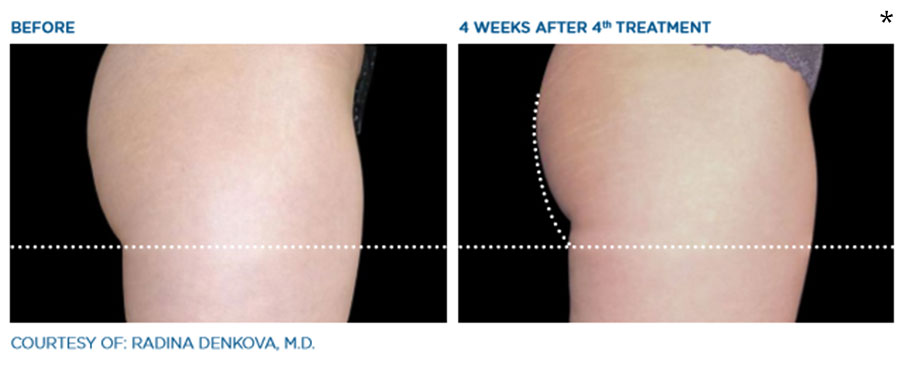 BEFORE
4 WEEKS AFTER 4th TREATMENT
*
COURTESY OF: RADINA DENKOVA, M.D.